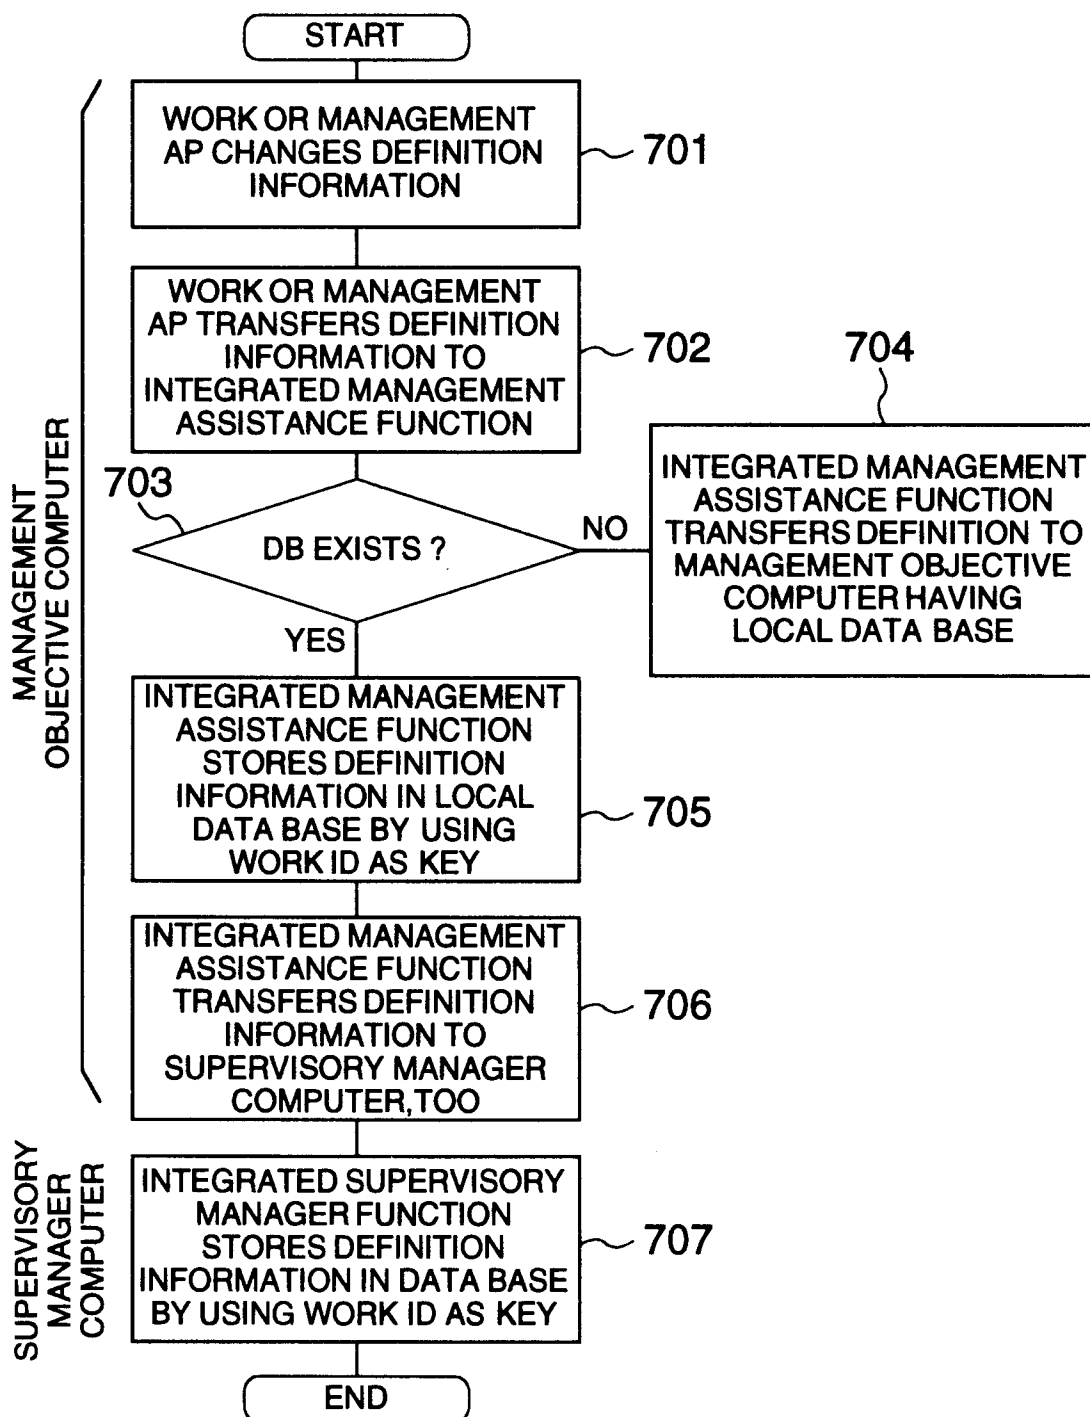 START
WORK OR MANAGEMENT
AP CHANGES DEFINITION
INFORMATION
701
WORK OR MANAGEMENT
AP TRANSFERS DEFINITION
INFORMATION TO
INTEGRATED MANAGEMENT
ASSISTANCE FUNCTION
702
703
DB EXISTS ?
NO
YES
704
INTEGRATED MANAGEMENT
ASSISTANCE FUNCTION
TRANSFERS DEFINITION TO
MANAGEMENT OBJECTIVE
COMPUTER HAVING
LOCAL DATA BASE
INTEGRATED MANAGEMENT
ASSISTANCE FUNCTION
STORES DEFINITION
INFORMATION IN LOCAL
DATA BASE BY USING
WORK ID AS KEY
705
INTEGRATED MANAGEMENT
ASSISTANCE FUNCTION
TRANSFERS DEFINITION
INFORMATION TO
SUPERVISORY MANAGER
COMPUTER, TOO
706
MANAGEMENT
OBJECTIVE COMPUTER
INTEGRATED SUPERVISORY
MANAGER FUNCTION
STORES DEFINITION
INFORMATION IN DATA BASE
BY USING WORK ID AS KEY
707
SUPERVISORY
MANAGER
COMPUTER
END